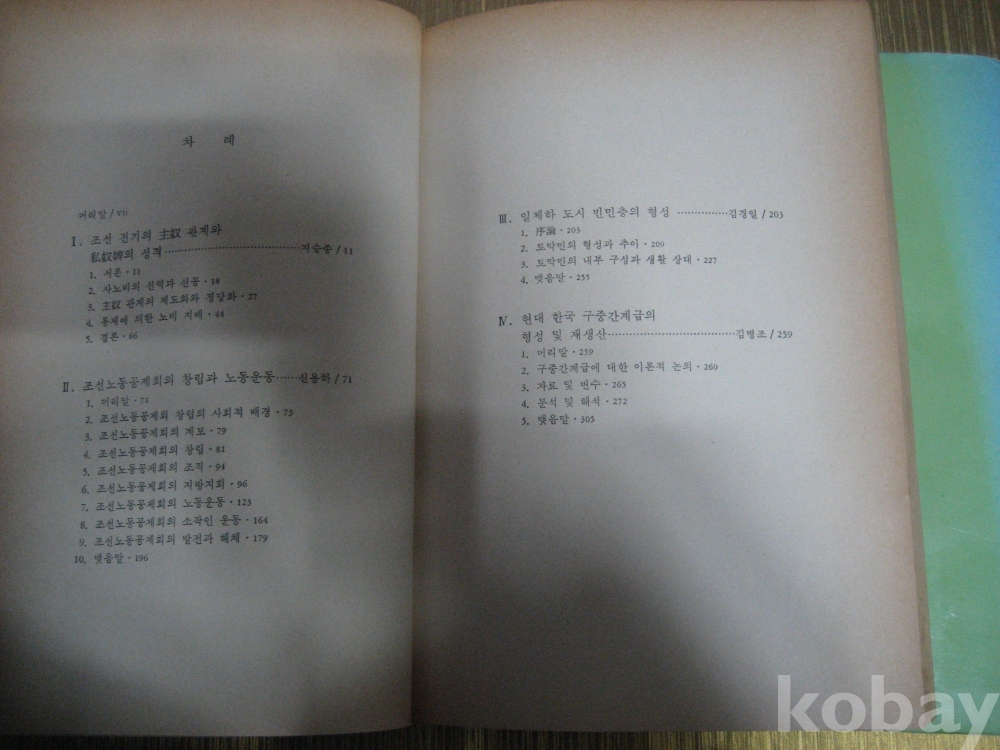 차 례
머리말 / vii
Ⅰ. 조선 전기의 主奴 관계와
私奴婢의 성격 ······ 지승종 / 11
1. 서론 · 11
2. 사노비의 신역과 신공 · 18
3. 主奴 관계의 제도화와 정당화 · 27
4. 통제에 의한 노비 지배 · 44
5. 결론 · 66
Ⅱ. 조선노동공제회의 창립과 노동운동 ······ 신용하 / 71
1. 머리말 · 71
2. 조선노동공제회 창립의 사회적 배경 · 73
3. 조선노동공제회의 계보 · 79
4. 조선노동공제회의 창립 · 81
5. 조선노동공제회의 조직 · 94
6. 조선노동공제회의 지방지회 · 96
7. 조선노동공제회의 노동운동 · 123
8. 조선노동공제회의 소작인 운동 · 164
9. 조선노동공제회의 발전과 해체 · 179
10. 맺음말 · 196
Ⅲ. 일제하 도시 빈민층의 형성 ······ 김경일 / 203
1. 序論 · 203
2. 토막민의 형성과 추이 · 209
3. 토막민의 내부 구성과 생활 상태 · 227
4. 맺음말 · 255
Ⅳ. 현대 한국 구중간계급의
형성 및 재생산 ······ 김병조 / 259
1. 머리말 · 259
2. 구중간계급에 대한 이론적 논의 · 260
3. 자료 및 변수 · 265
4. 분석 및 해석 · 272
5. 맺음말 · 305
kobay